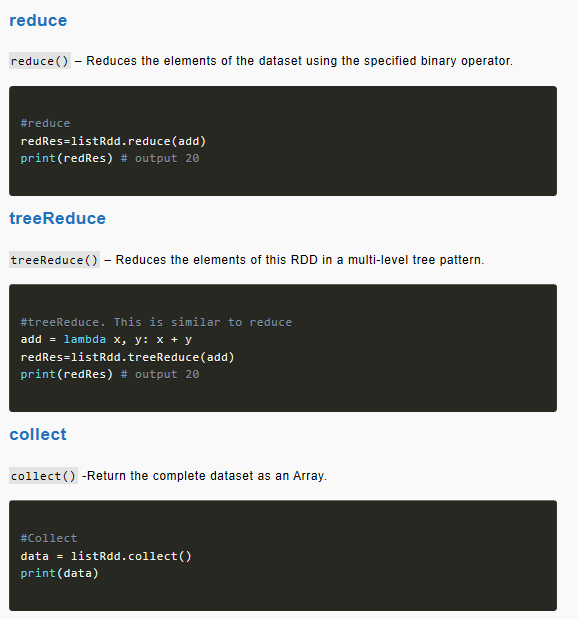 reduce
reduce() – Reduces the elements of the dataset using the specified binary operator.
#reduce
redRes=listRdd.reduce(add)
print(redRes) # output 20
treeReduce
treeReduce() – Reduces the elements of this RDD in a multi-level tree pattern.
#treeReduce. This is similar to reduce
add = lambda x, y: x + y
redRes=listRdd.treeReduce(add)
print(redRes) # output 20
collect
collect() -Return the complete dataset as an Array.
#Collect
data = listRdd.collect()
print(data)